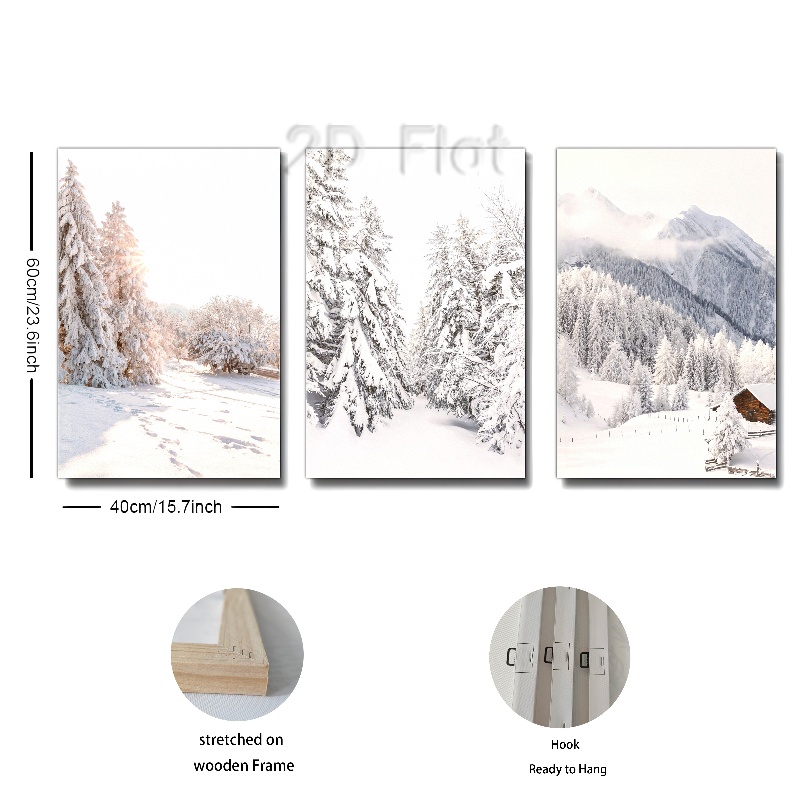 2D Flat
60cm/23.6inch
40cm/15.7inch
stretched on
wooden Frame
Hook
Ready to Hang